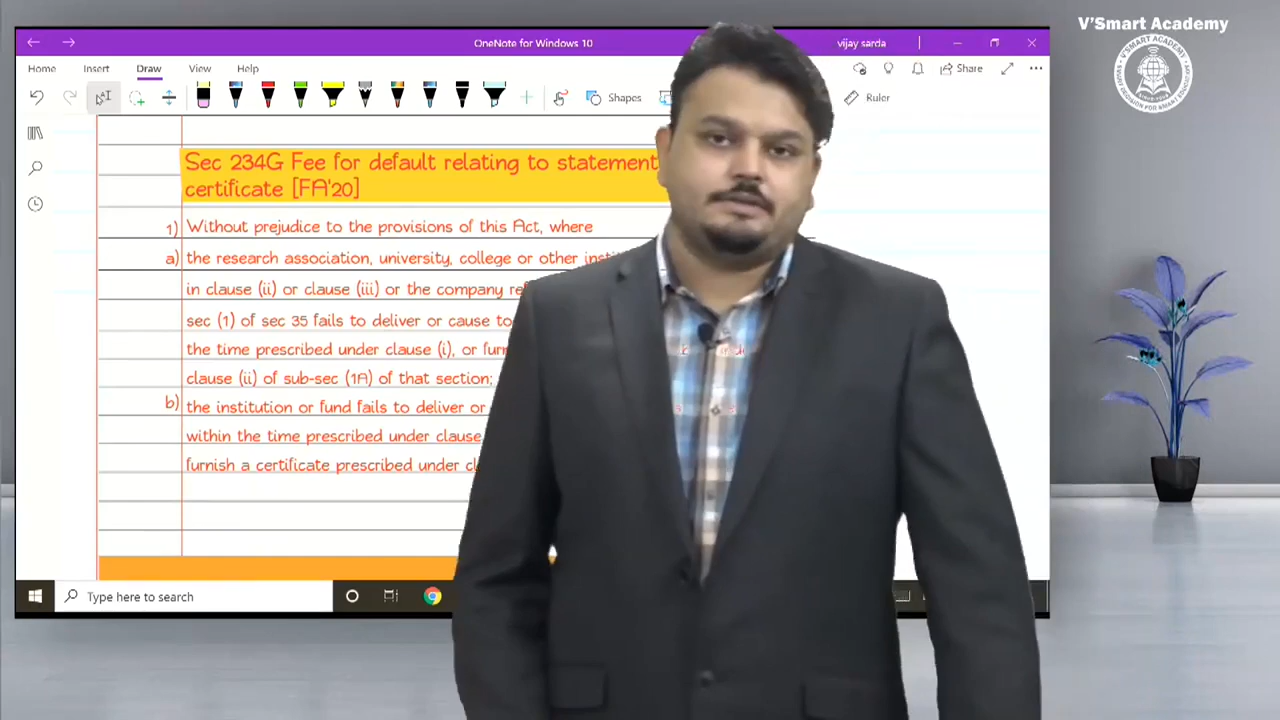 V'Smart Academy
OneNote for Windows 10
vijay sarda
Home Insert Draw View Help
Share
Shapes
Ruler
Sec 234G Fee for default relating to statement
certificate [FA'20]
1) Without prejudice to the provisions of this Act, where
a) the research association, university, college or other
in clause (ii) or clause (iii) or the company
sec (1) of sec 35 fails to deliver or cause to
the time prescribed under clause (i), or
clause (ii) of sub-sec (1A) of that section;
b) the institution or fund fails to deliver or
within the time prescribed under clause
furnish a certificate prescribed under
Type here to search